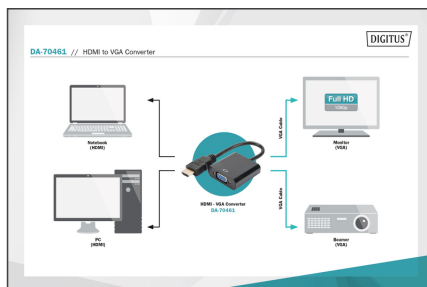 DIGITUS®
DA-70461 // HDMI to VGA Converter
Notebook
(HDMI)
VGA Cable
Full HD
1080p
Monitor
(VGA)
HDMI - VGA Converter
DA-70461
PC
(HDMI)
VGA Cable
Beamer
(VGA)